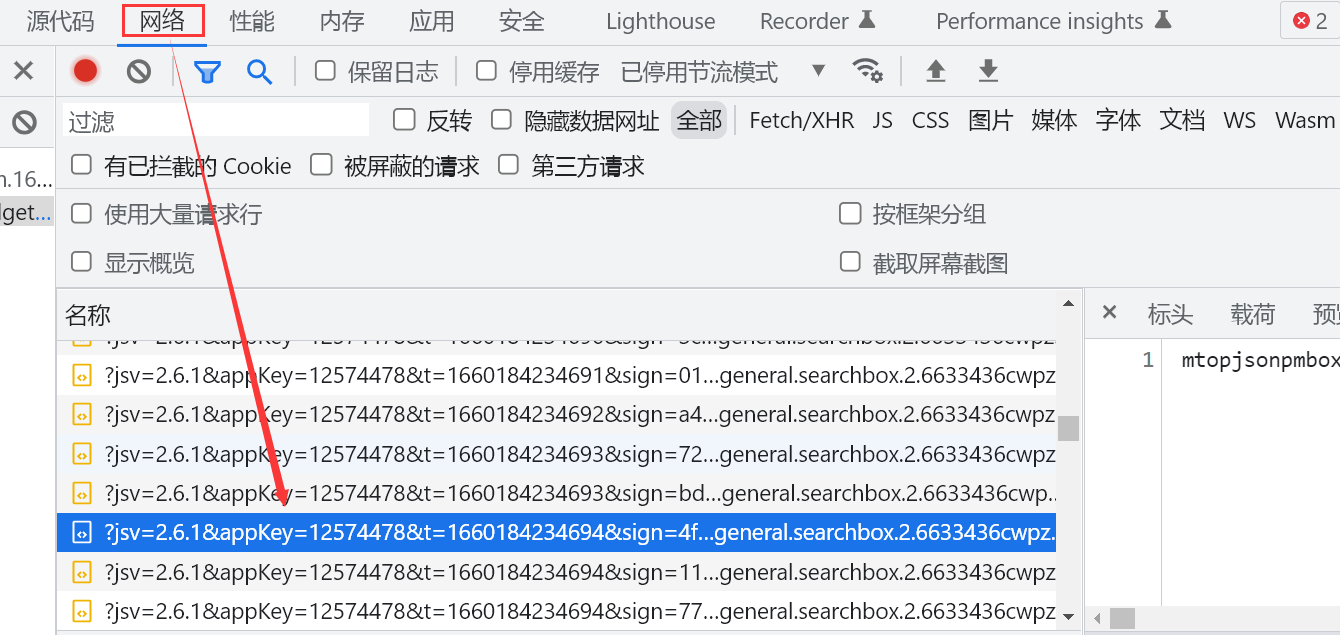 源代码 网络 性能 内存 应用 安全 Lighthouse Recorder Performance insights 2
保留日志 停用缓存 已停用节流模式
过滤 反转 隐藏数据网址 全部 Fetch/XHR JS CSS 图片 媒体 字体 文档 WS Wasm
有已拦截的 Cookie 被屏蔽的请求 第三方请求
n.16...
lget...
使用大量请求行 按框架分组
显示概览 截取屏幕截图
名称 标头 载荷
?jsv=2.6.1&appKey=12574478&t=1660184234691&sign=01...general.searchbox.2.6633436cwpz
1 mtopjsonpmbox
?jsv=2.6.1&appKey=12574478&t=1660184234692&sign=a4...general.searchbox.2.6633436cwpz
?jsv=2.6.1&appKey=12574478&t=1660184234693&sign=72...general.searchbox.2.6633436cwpz
?jsv=2.6.1&appKey=12574478&t=1660184234693&sign=bd...general.searchbox.2.6633436cwp..
?jsv=2.6.1&appKey=12574478&t=1660184234694&sign=4f...general.searchbox.2.6633436cwpz.
?jsv=2.6.1&appKey=12574478&t=1660184234694&sign=11...general.searchbox.2.6633436cwpz
?jsv=2.6.1&appKey=12574478&t=1660184234694&sign=77...general.searchbox.2.6633436cwpz